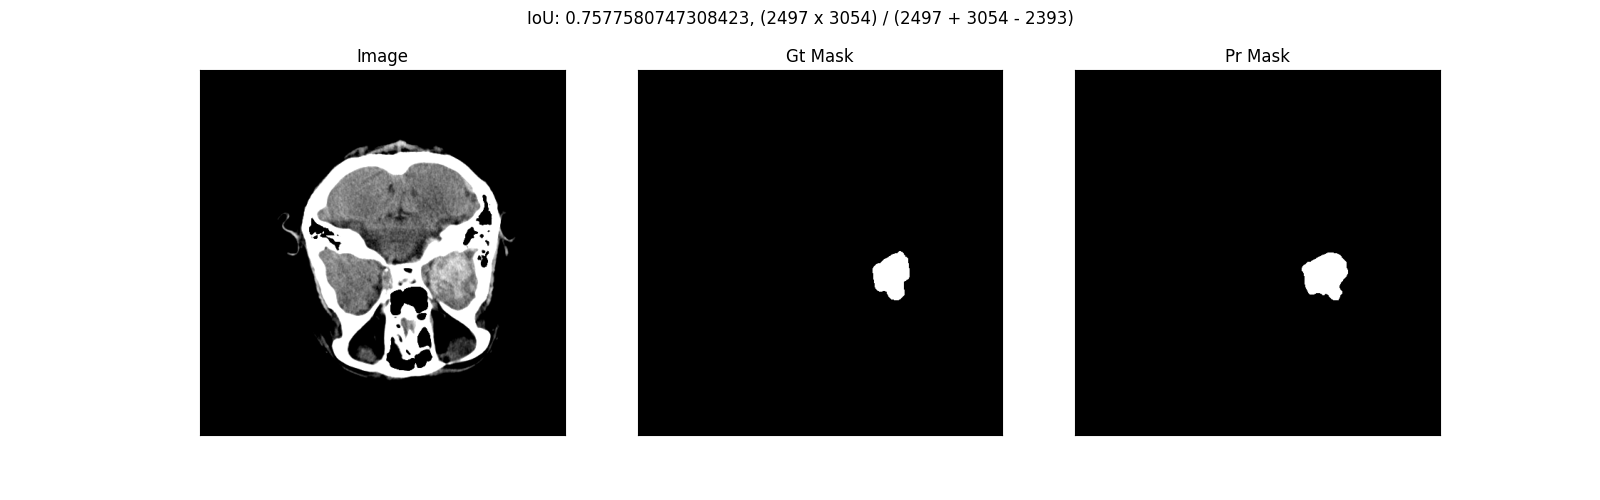 IoU: 0.7577580747308423, (2497 x 3054) / (2497 + 3054 - 2393)
Image
Gt Mask
Pr Mask